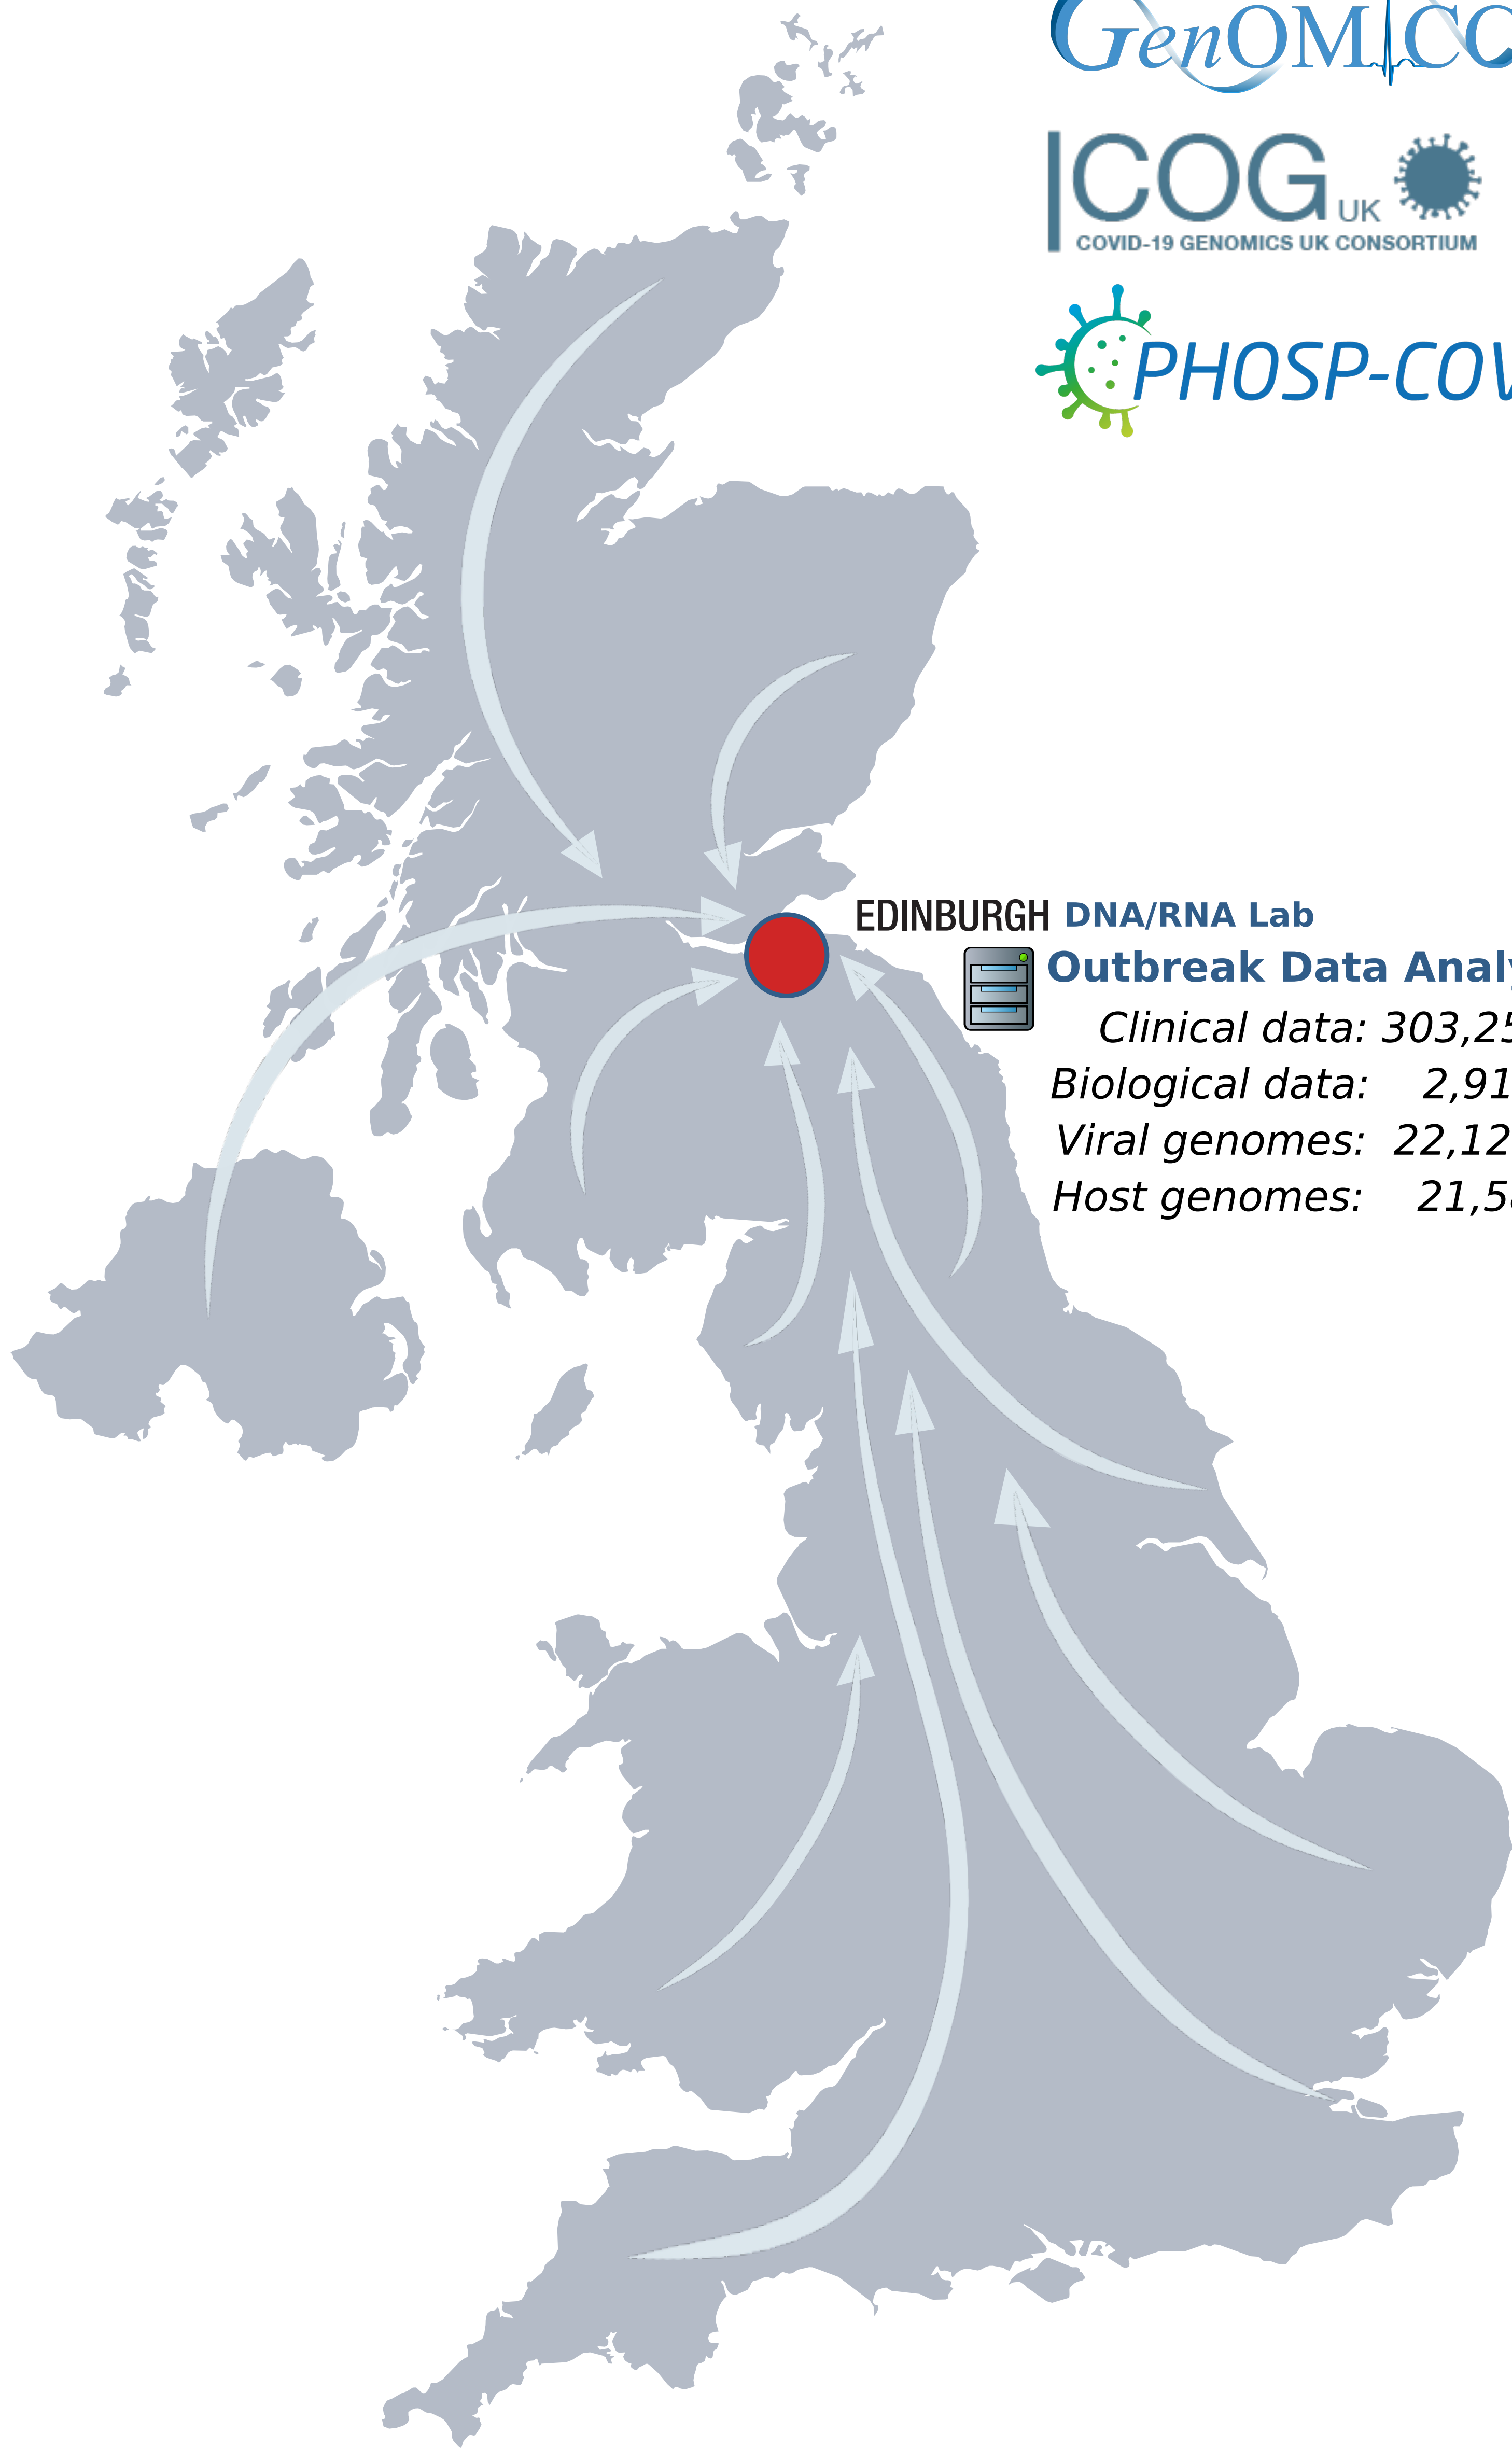 GenOMICC
COG UK
COVID-19 GENOMICS UK CONSORTIUM
PHOSP-COV
EDINBURGH DNA/RNA Lab
Outbreak Data Analy
Clinical data: 303,25
Biological data: 2,91
Viral genomes: 22,12
Host genomes: 21,5